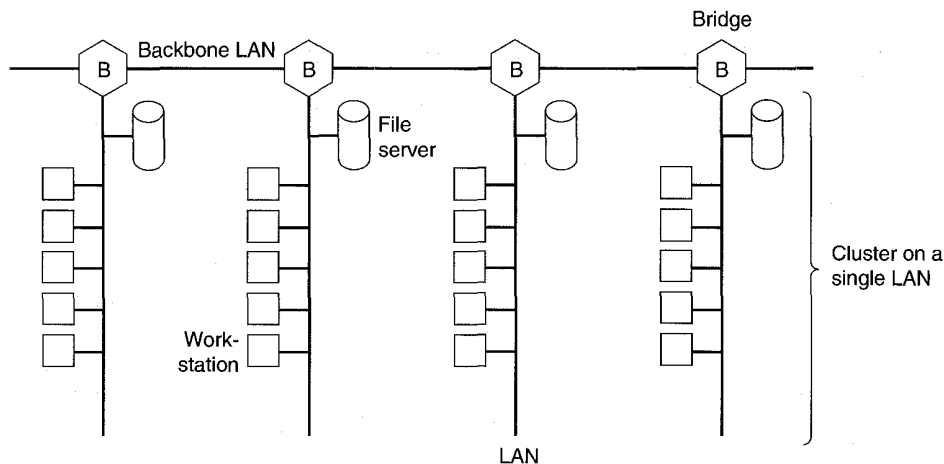 Bridge
Backbone LAN
B
B
B
B
File
server
Cluster on a
single LAN
Work-
station
LAN